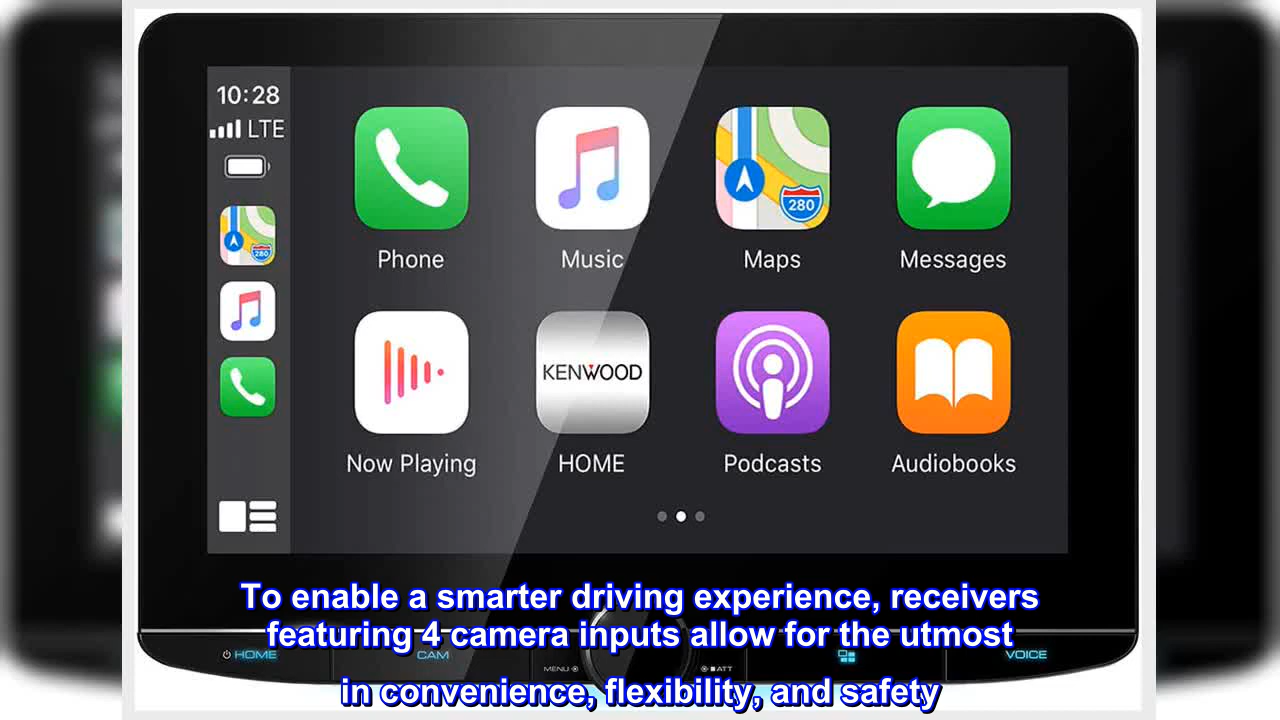 10:28
LTE
280
280
Phone
Music
Maps
Messages
KENWOOD
Now Playing
HOME
Podcasts
Audiobooks
To enable a smarter driving experience, receivers
featuring 4 camera inputs allow for the utmost
HOME
CAM
MENU
ATT
VOICE
in convenience, flexibility, and safety